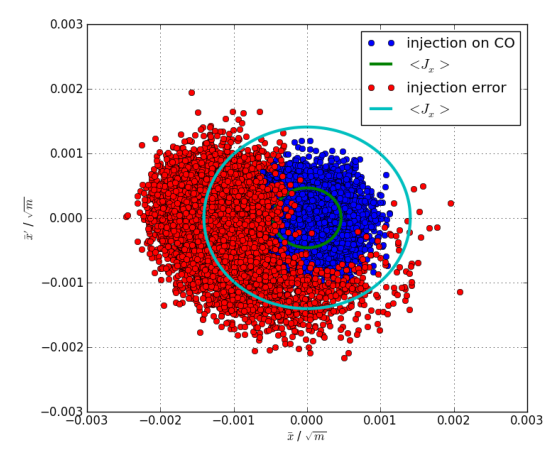 0.003
0.002
0.001
0.000
−0.001
−0.002
−0.003
−0.003
−0.002
−0.001
0.000
0.001
0.002
0.003
x̄ / √m
x̄′ / √m
injection on CO
<J_x>
injection error
<J_x>